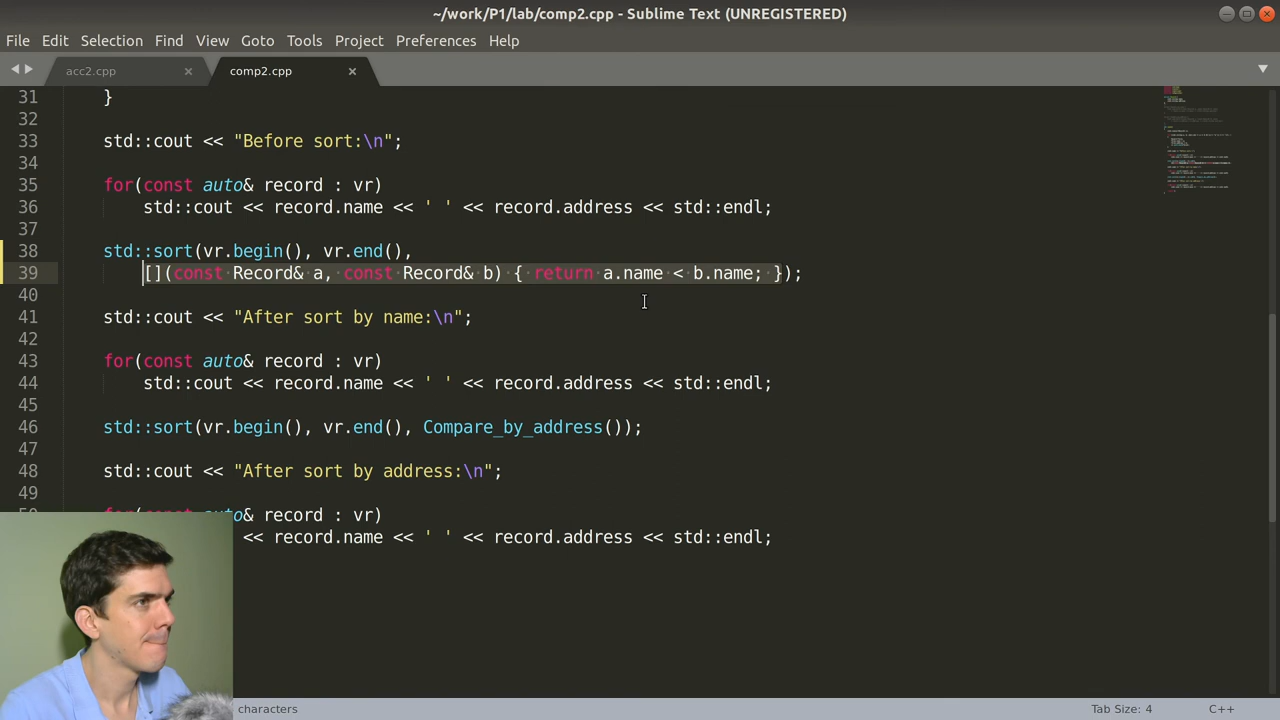 ~/work/P1/lab/comp2.cpp - Sublime Text (UNREGISTERED)
File Edit Selection Find View Goto Tools Project Preferences Help
acc2.cpp comp2.cpp
31 }
32
33 std::cout << "Before sort:\n";
34
35 for(const auto& record : vr)
36 std::cout << record.name << ' ' << record.address << std::endl;
37
38 std::sort(vr.begin(), vr.end(),
39 [](const Record& a, const Record& b) { return a.name < b.name; });
40
41 std::cout << "After sort by name:\n";
42
43 for(const auto& record : vr)
44 std::cout << record.name << ' ' << record.address << std::endl;
45
46 std::sort(vr.begin(), vr.end(), Compare_by_address());
47
48 std::cout << "After sort by address:\n";
49
auto& record : vr)
<< record.name << ' ' << record.address << std::endl;
characters Tab Size: 4 C++